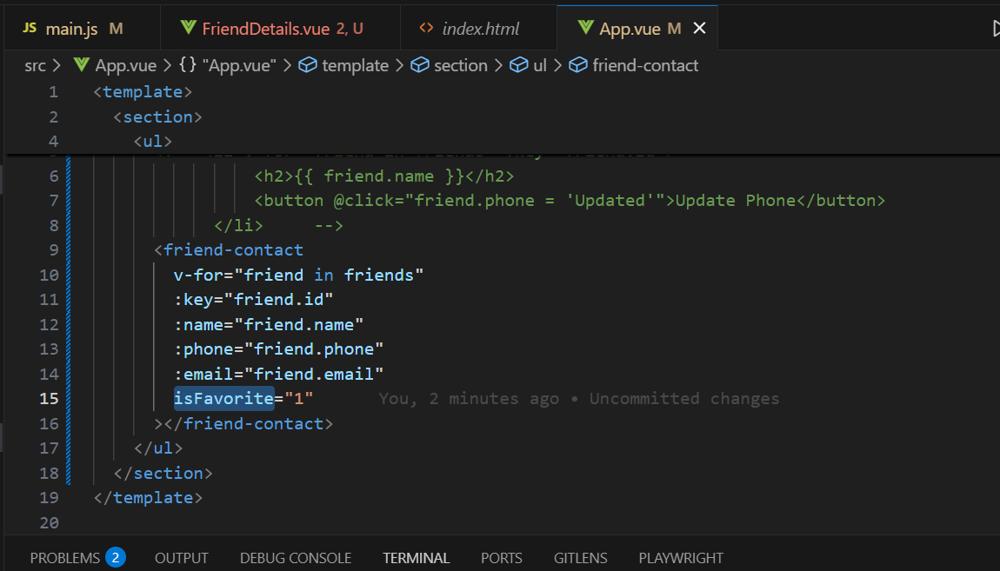 JS main.js M FriendDetails.vue 2, U <> index.html App.vue M
src > App.vue > {} "App.vue" > template > section > ul > friend-contact
1 <template>
2 <section>
4 <ul>
6 <h2>{{ friend.name }}</h2>
7 <button @click="friend.phone = 'Updated'">Update Phone</button>
8 </li> -->
9 <friend-contact
10 v-for="friend in friends"
11 :key="friend.id"
12 :name="friend.name"
13 :phone="friend.phone"
14 :email="friend.email"
15 isFavorite="1" You, 2 minutes ago • Uncommitted changes
16 ></friend-contact>
17 </ul>
18 </section>
19 </template>
20
PROBLEMS 2 OUTPUT DEBUG CONSOLE TERMINAL PORTS GITLENS PLAYWRIGHT